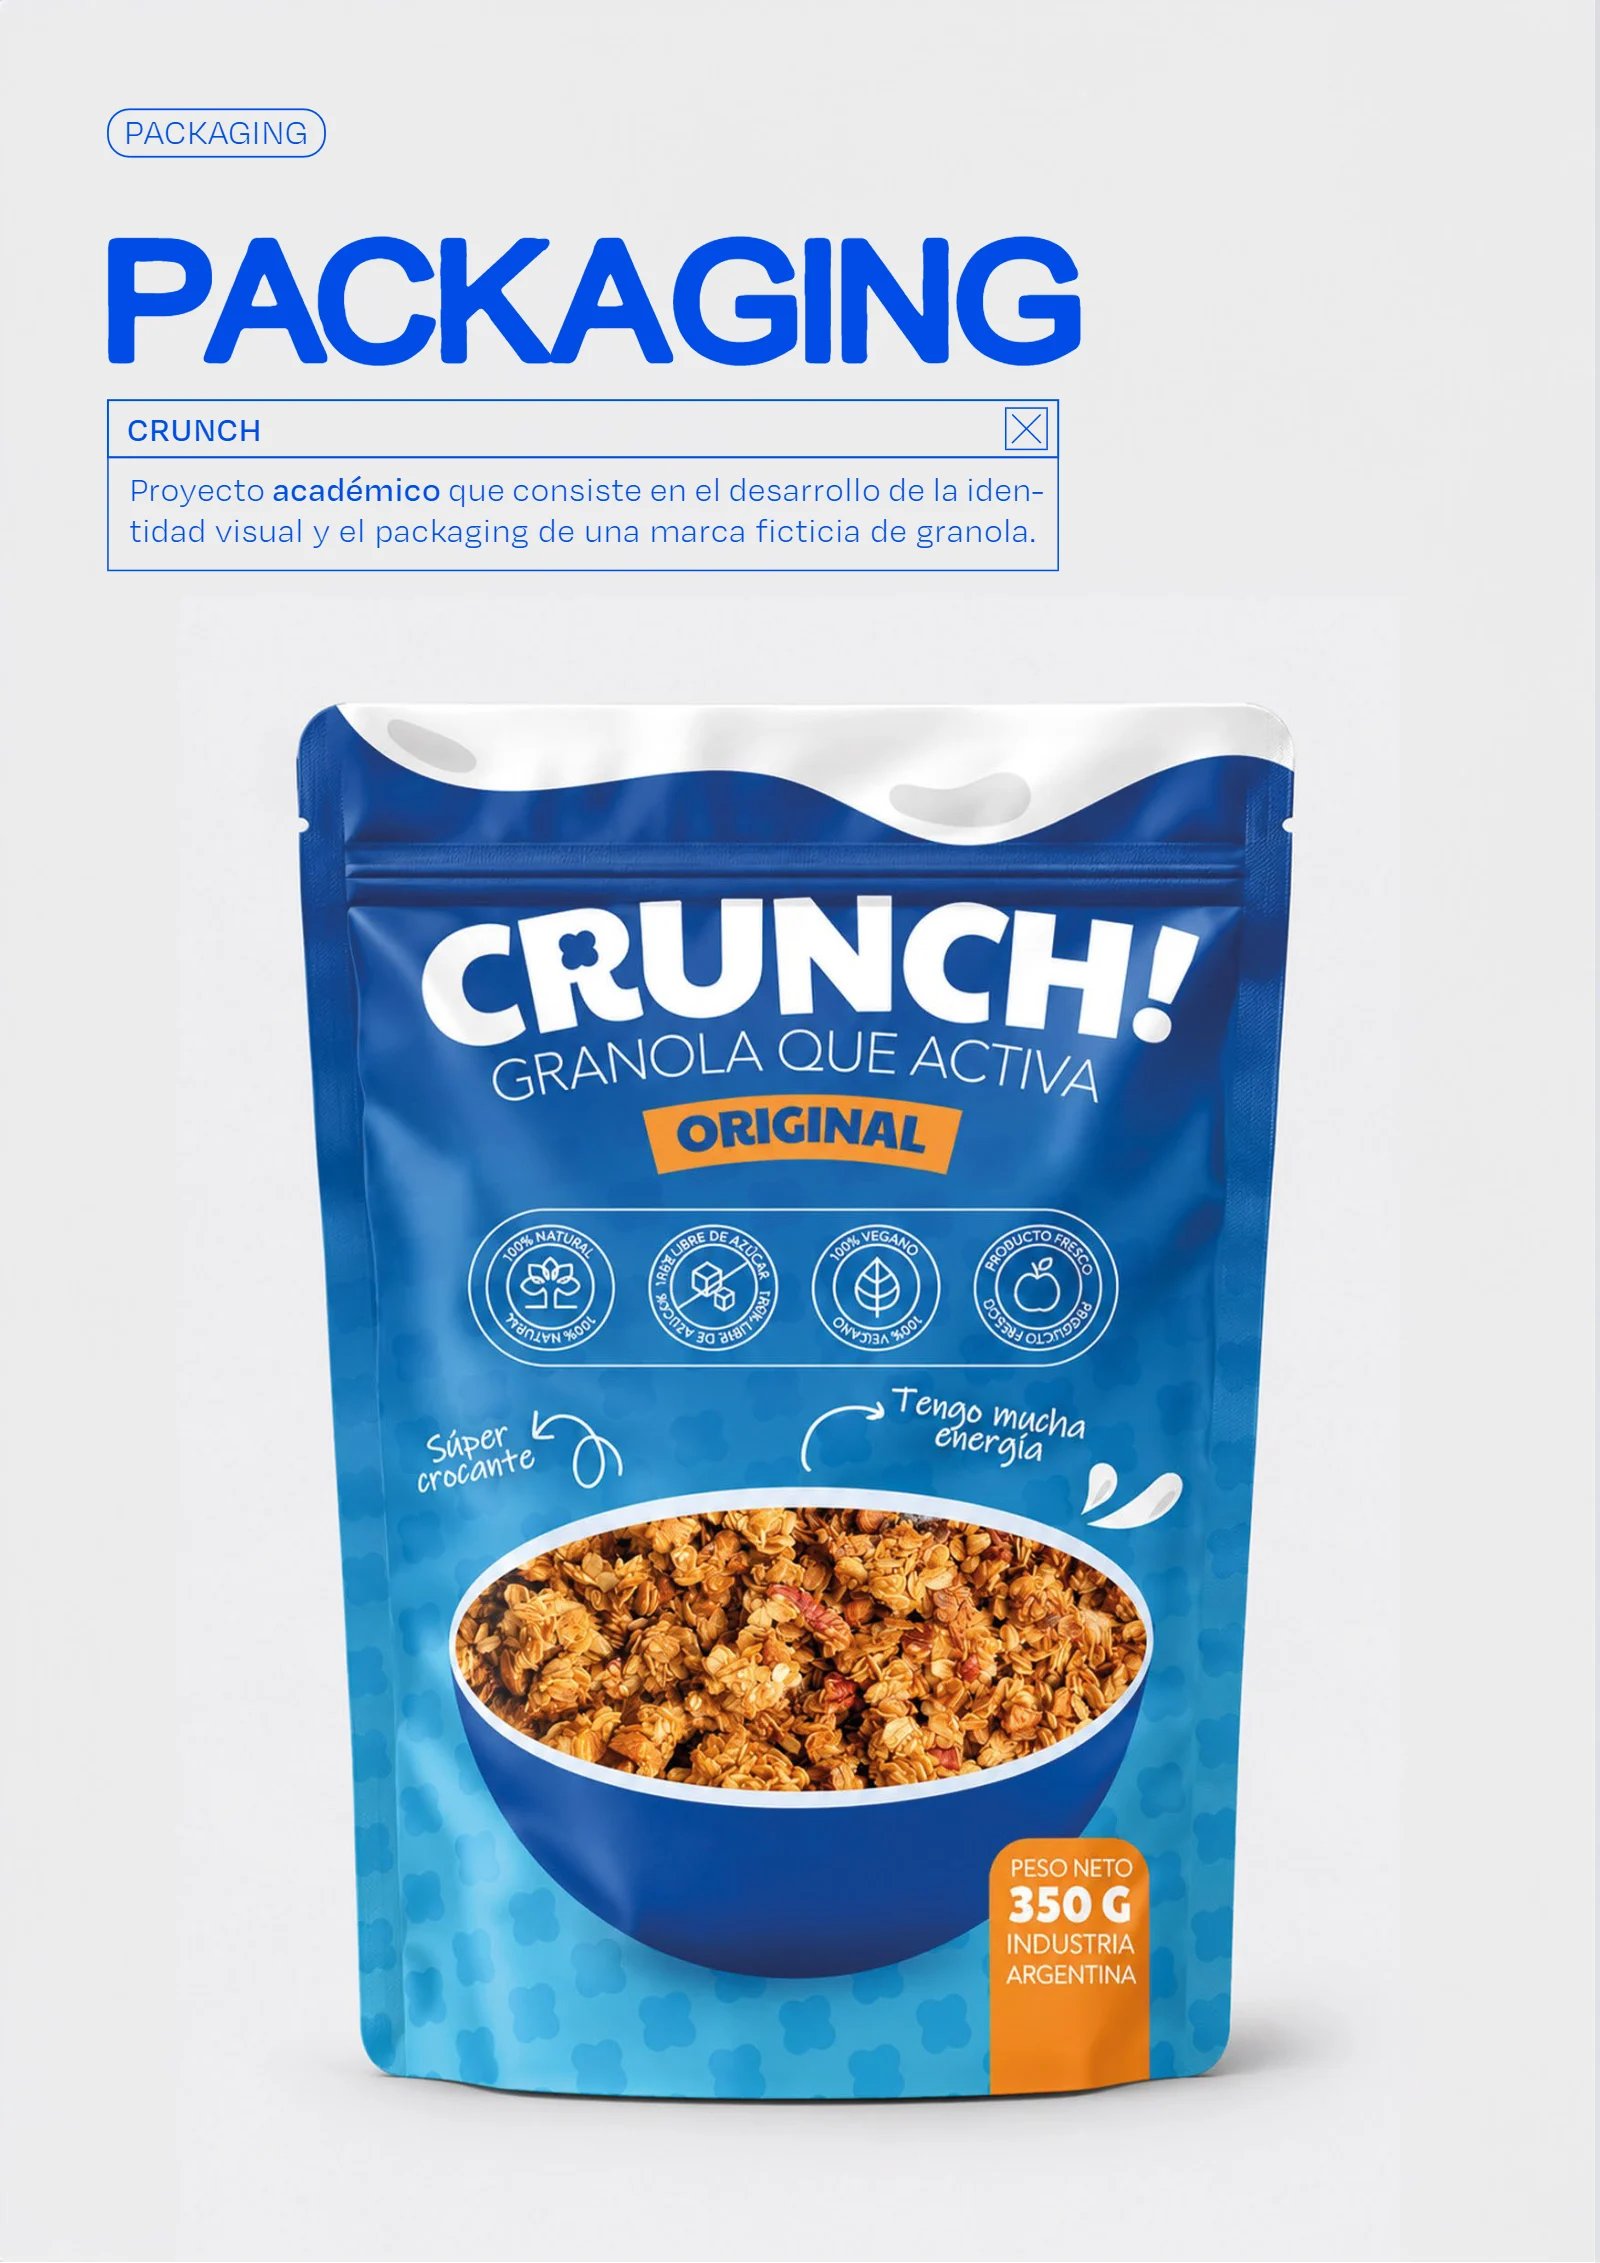 PACKAGING
PACKAGING
CRUNCH
Proyecto académico que consiste en el desarrollo de la iden-
tidad visual y el packaging de una marca ficticia de granola.
CRUNCH!
GRANOLA QUE ACTIVA
ORIGINAL
100% NATURAL
100% NATURAL
LIBRE DE AZÚCAR
100% VEGANO
100%
PRODUCTO FRESCO
Súper
crocante
Tengo mucha
energía
PESO NETO
350 G
INDUSTRIA
ARGENTINA